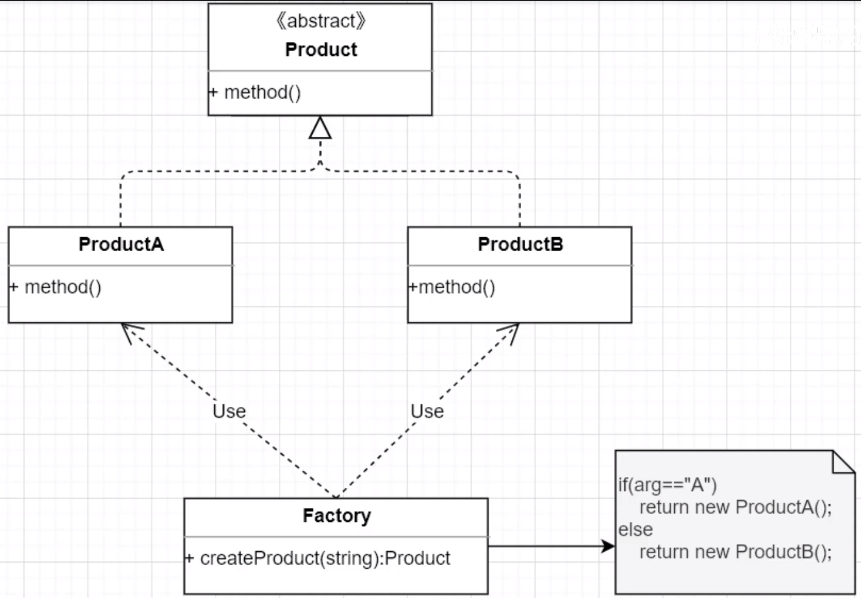 《abstract》
Product
+ method()
ProductA
+ method()
ProductB
+method()
Use
Use
Factory
+ createProduct(string):Product
if(arg=="A")
return new ProductA();
else
return new ProductB();